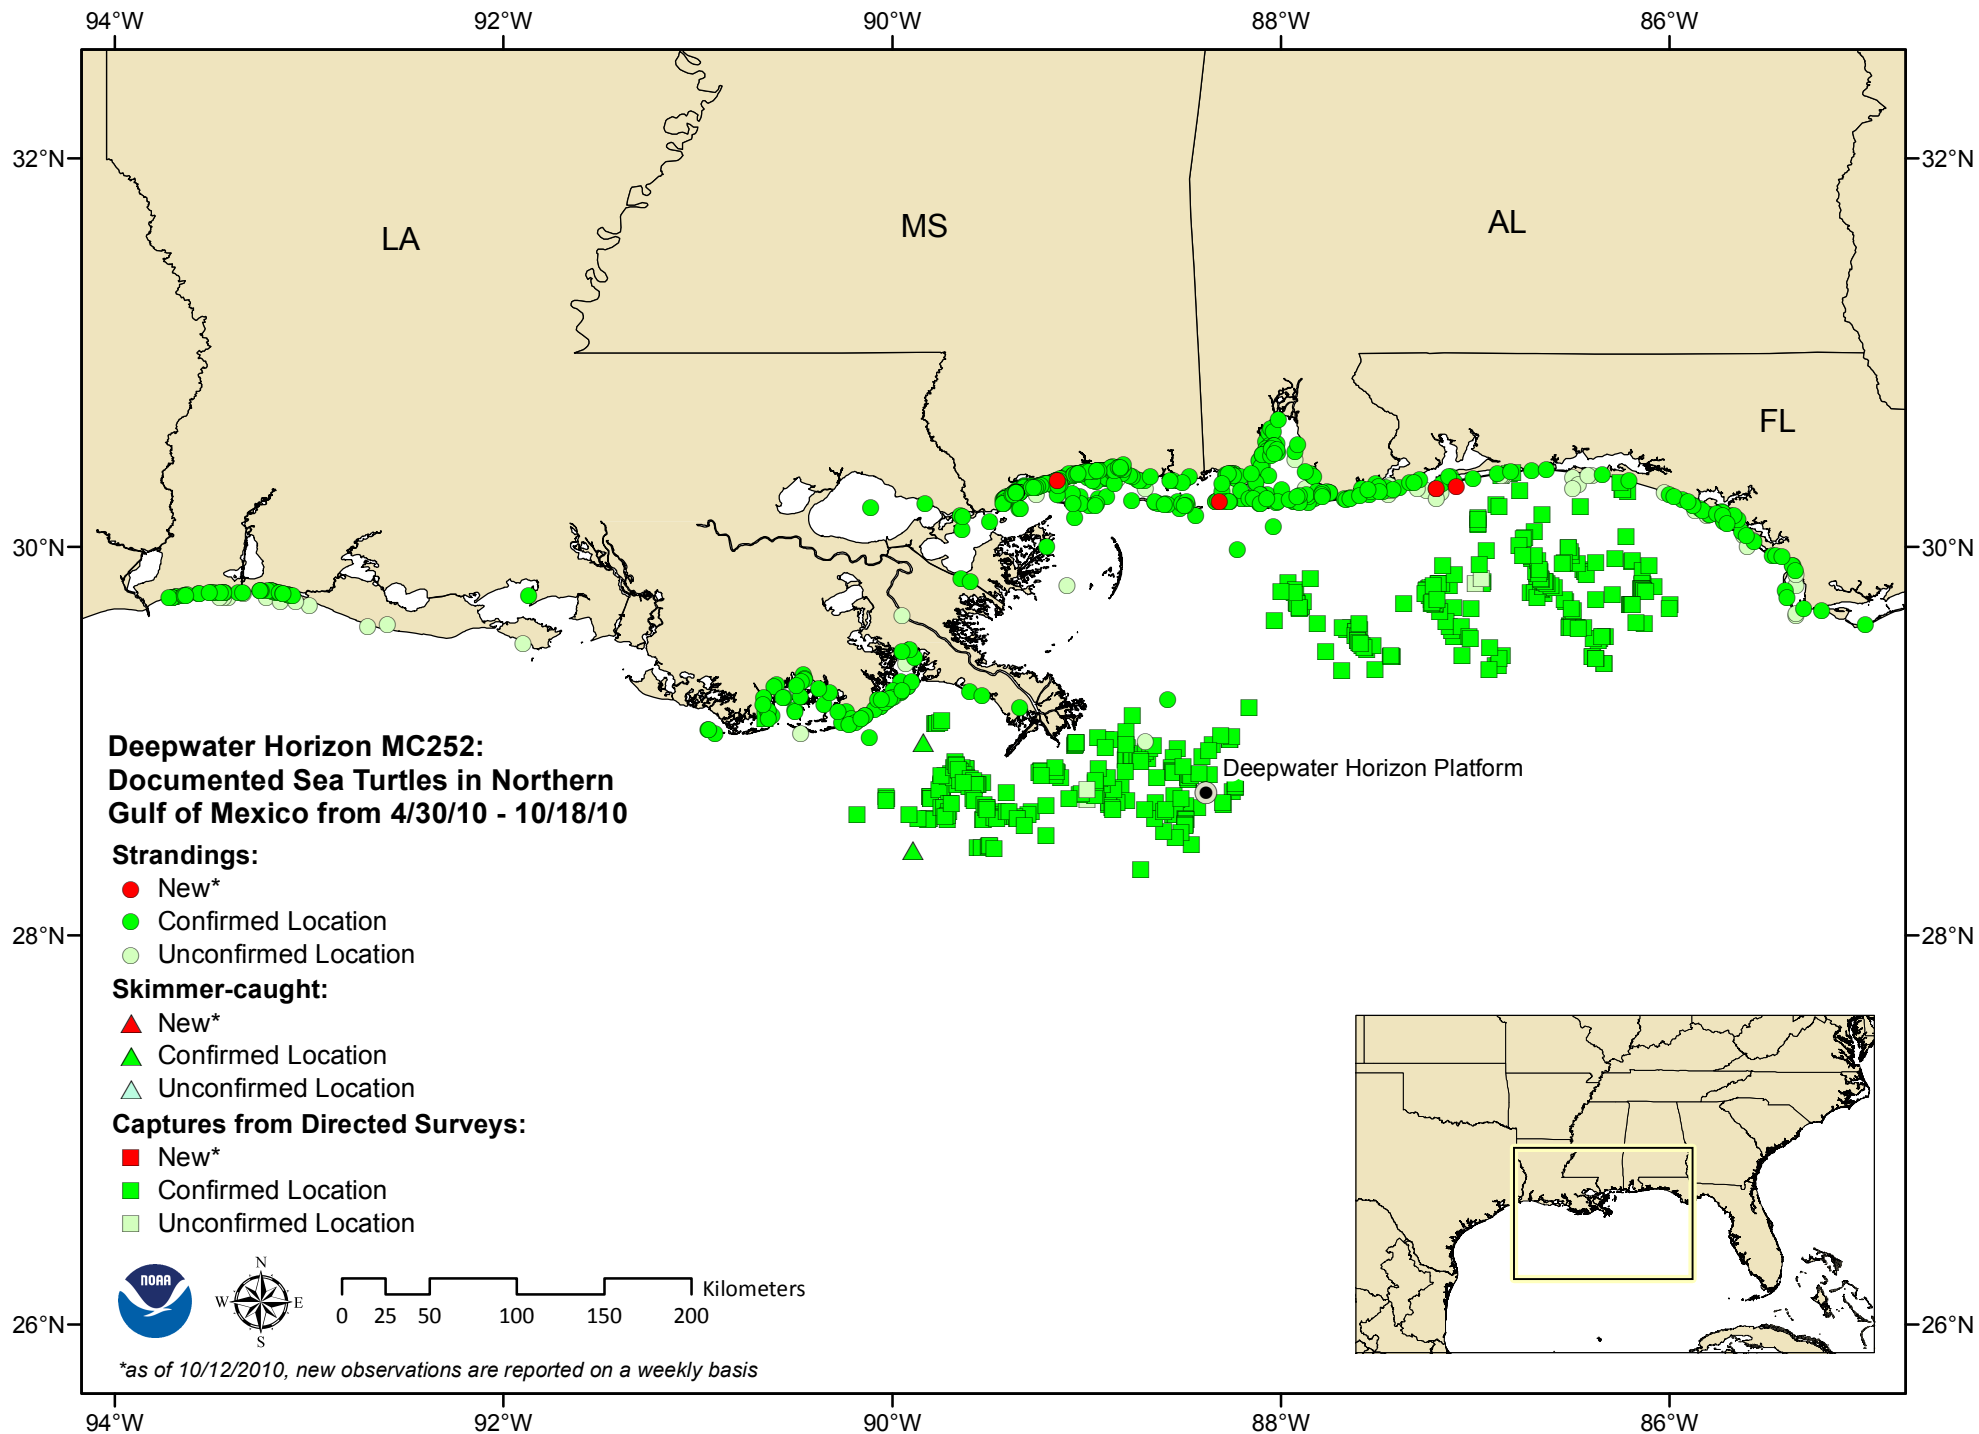 94°W 92°W 90°W 88°W 86°W
32°N 32°N
LA MS AL
FL
30°N 30°N
Deepwater Horizon Platform
Deepwater Horizon MC252:
Documented Sea Turtles in Northern
Gulf of Mexico from 4/30/10 - 10/18/10
Strandings:
New*
Confirmed Location
28°N 28°N
Unconfirmed Location
Skimmer-caught:
New*
Confirmed Location
Unconfirmed Location
Captures from Directed Surveys:
New*
Confirmed Location
Unconfirmed Location
NOAA
N
W E
S
Kilometers
0 25 50 100 150 200
26°N 26°N
*as of 10/12/2010, new observations are reported on a weekly basis
94°W 92°W 90°W 88°W 86°W